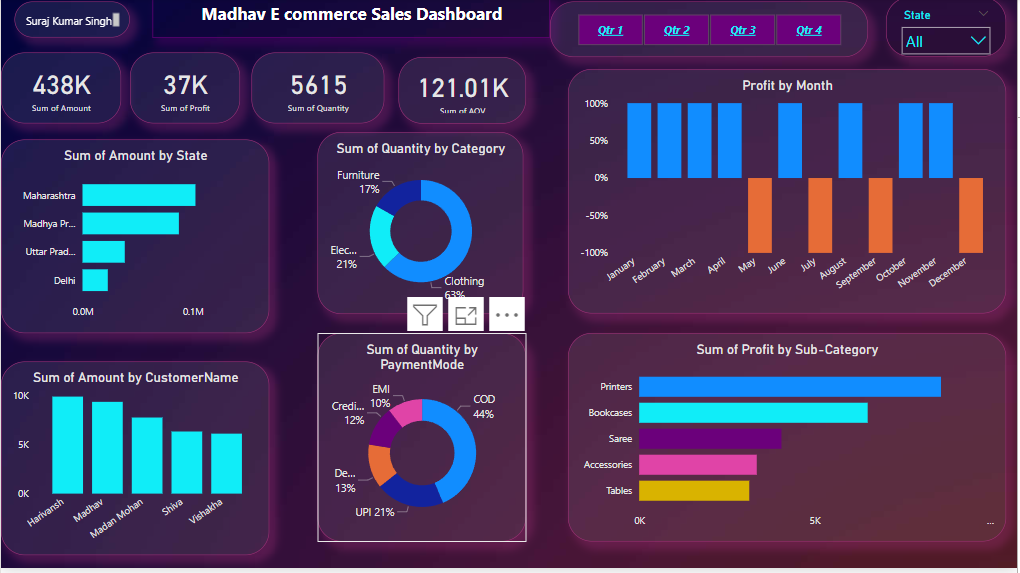 Suraj Kumar Singh
Madhav E commerce Sales Dashboard
Qtr 1
Qtr 2
Qtr 3
Qtr 4
State
All
438K
Sum of Amount
37K
Sum of Profit
5615
Sum of Quantity
121.01K
Sum of AOV
Sum of Amount by State
Maharashtra
Madhya Pr...
Uttar Prad...
Delhi
0.0M
0.1M
Sum of Quantity by Category
Furniture
17%
Elec...
21%
Clothing
63%
Profit by Month
100%
50%
0%
-50%
-100%
January
February
March
April
May
June
July
August
September
October
November
December
Sum of Amount by CustomerName
10K
5K
0K
Harivansh
Madhav
Madan Mohan
Shiva
Vishakha
Sum of Quantity by
PaymentMode
EMI
10%
COD
44%
Credi...
12%
De...
13%
UPI 21%
Sum of Profit by Sub-Category
Printers
Bookcases
Saree
Accessories
Tables
0K
5K
...